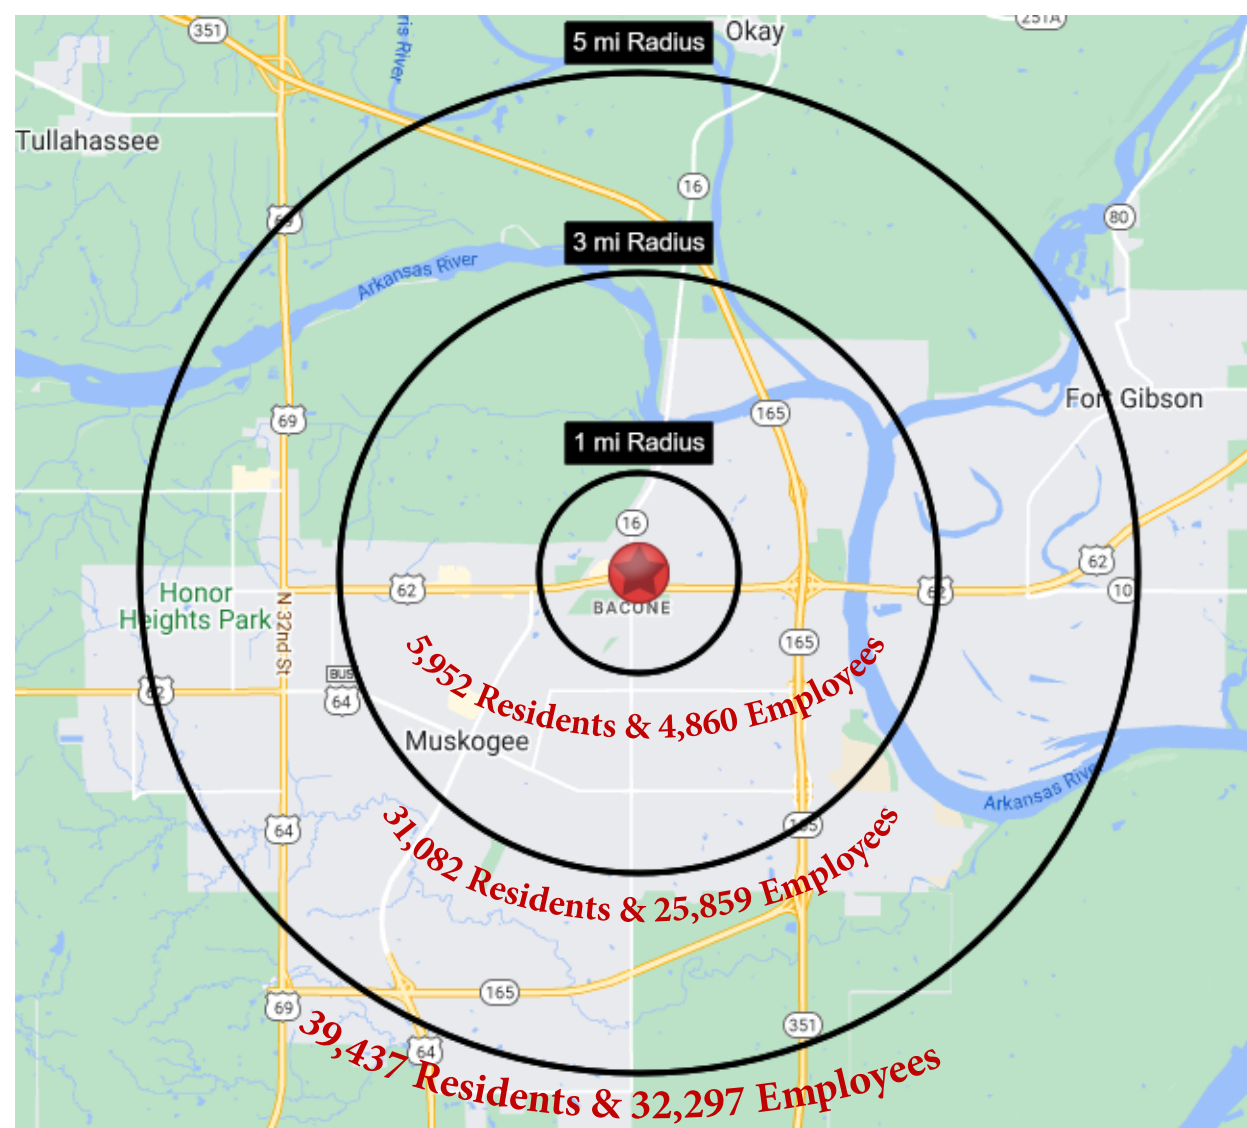 351
ris River
5 mi Radius
Okay
251A
Tullahassee
16
69
80
3 mi Radius
Arkansas River
69
165
Fort Gibson
1 mi Radius
16
62
62
62
10
BACONE
Honor
Heights Park
N 32nd St
165
62
BUS
64
5,952 Residents & 4,860 Employees
Muskogee
Arkansas River
64
165
31,082 Residents & 25,859 Employees
165
69
351
64
39,437 Residents & 32,297 Employees